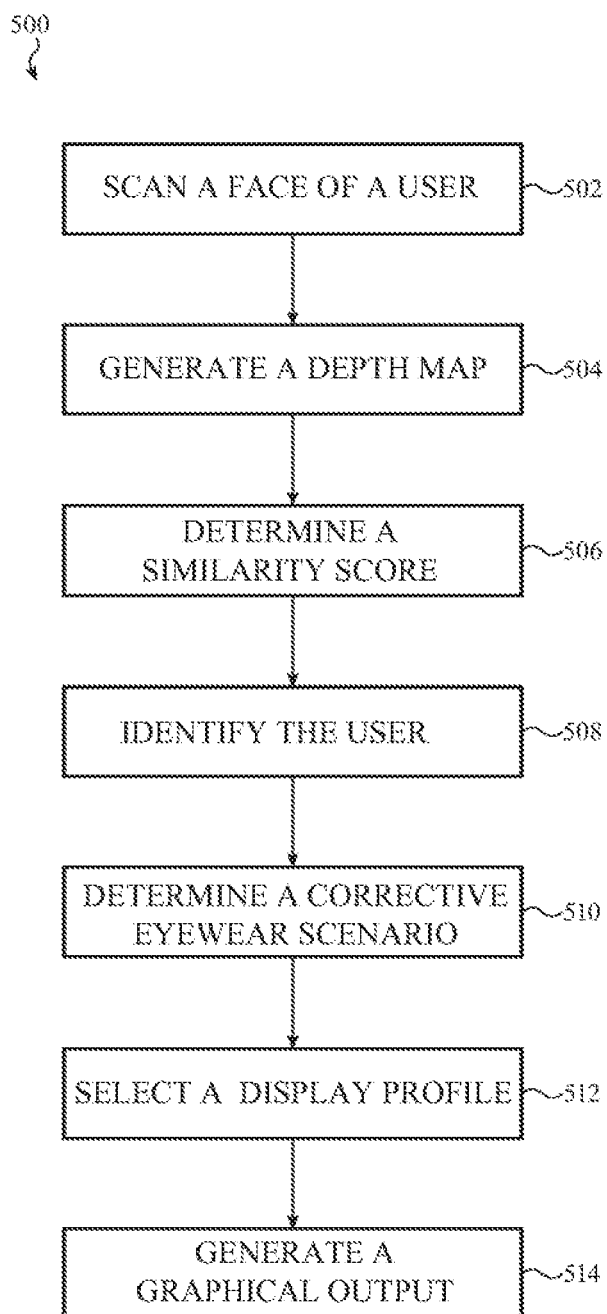 500
SCAN A FACE OF A USER
502
GENERATE A DEPTH MAP
504
DETERMINE A
SIMILARITY SCORE
506
IDENTIFY THE USER
508
DETERMINE A CORRECTIVE
EYEWEAR SCENARIO
510
SELECT A DISPLAY PROFILE
512
GENERATE A
GRAPHICAL OUTPUT
514